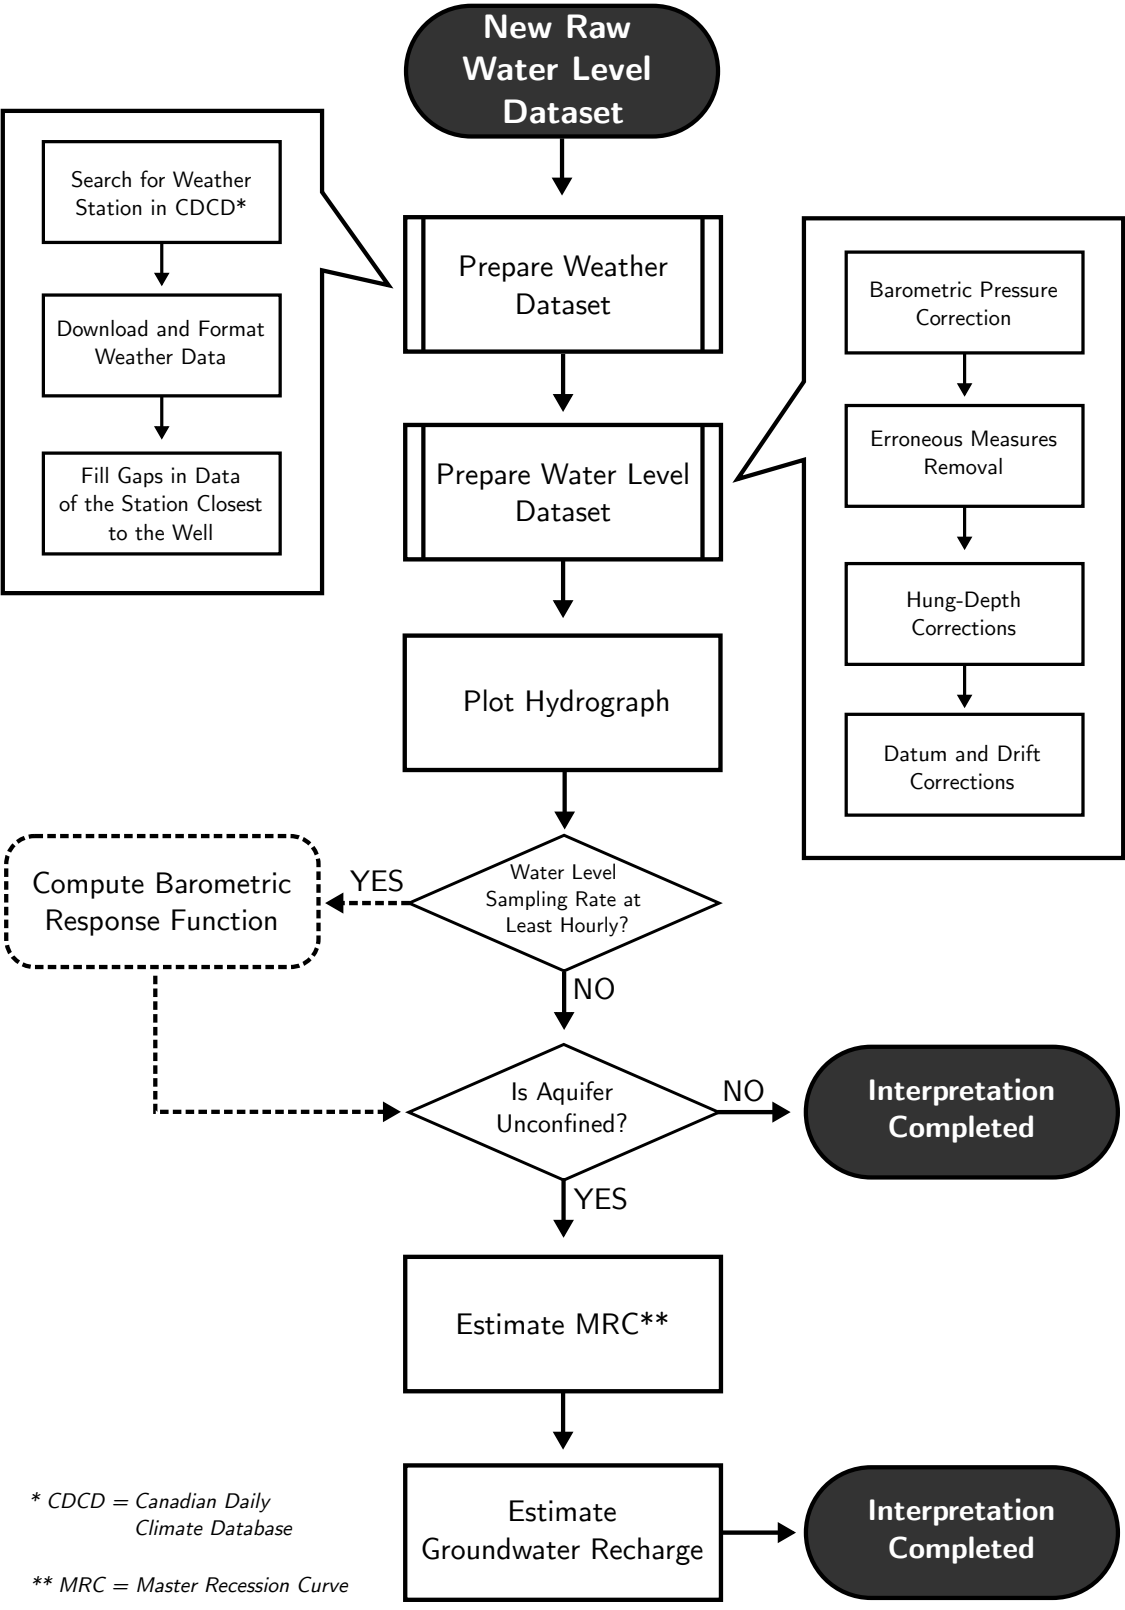 New Raw
Water Level
Dataset
Search for Weather
Station in CDCD*
Download and Format
Weather Data
Fill Gaps in Data
of the Station Closest
to the Well
Prepare Weather
Dataset
Prepare Water Level
Dataset
Barometric Pressure
Correction
Erroneous Measures
Removal
Hung-Depth
Corrections
Datum and Drift
Corrections
Plot Hydrograph
Water Level
Sampling Rate at
Least Hourly?
YES
Compute Barometric
Response Function
NO
Is Aquifer
Unconfined?
NO
Interpretation
Completed
YES
Estimate MRC**
Estimate
Groundwater Recharge
Interpretation
Completed
* CDCD = Canadian Daily
Climate Database
** MRC = Master Recession Curve